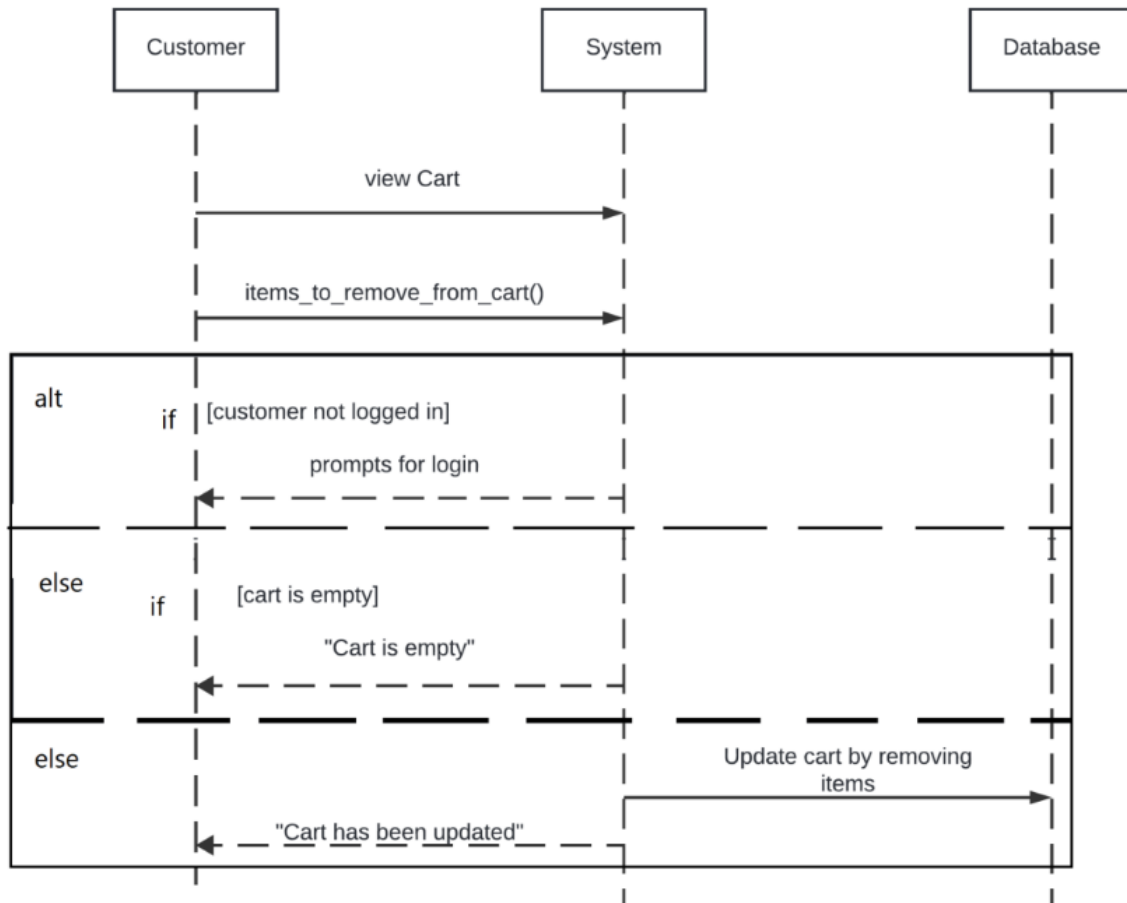 Customer
System
Database
view Cart
items_to_remove_from_cart()
alt
if
[customer not logged in]
prompts for login
else
if
[cart is empty]
"Cart is empty"
else
Update cart by removing
items
"Cart has been updated"